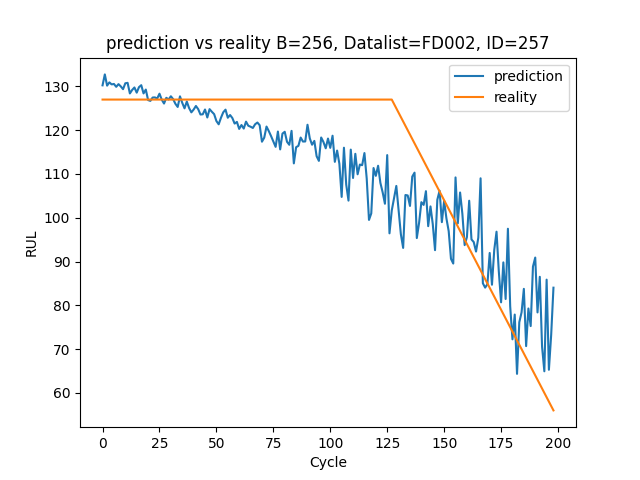 prediction vs reality B=256, Datalist=FD002, ID=257
prediction
reality
RUL
130
120
110
100
90
80
70
60
0 25 50 75 100 125 150 175 200
Cycle